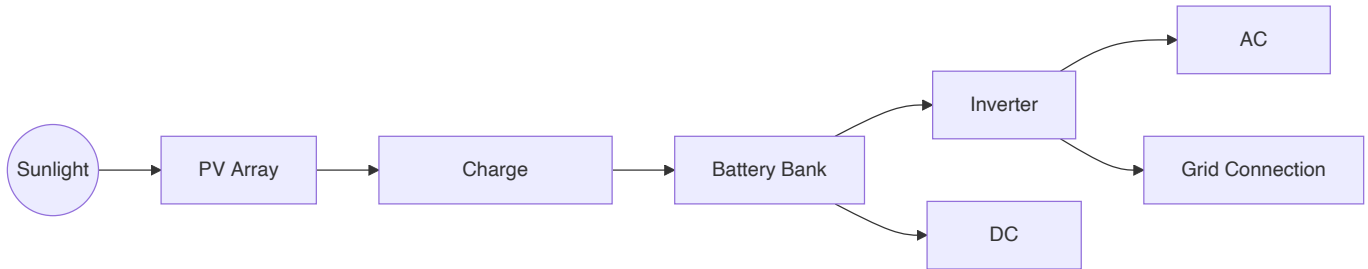 Sunlight
PV Array
Charge
Battery Bank
Inverter
AC
Grid Connection
DC